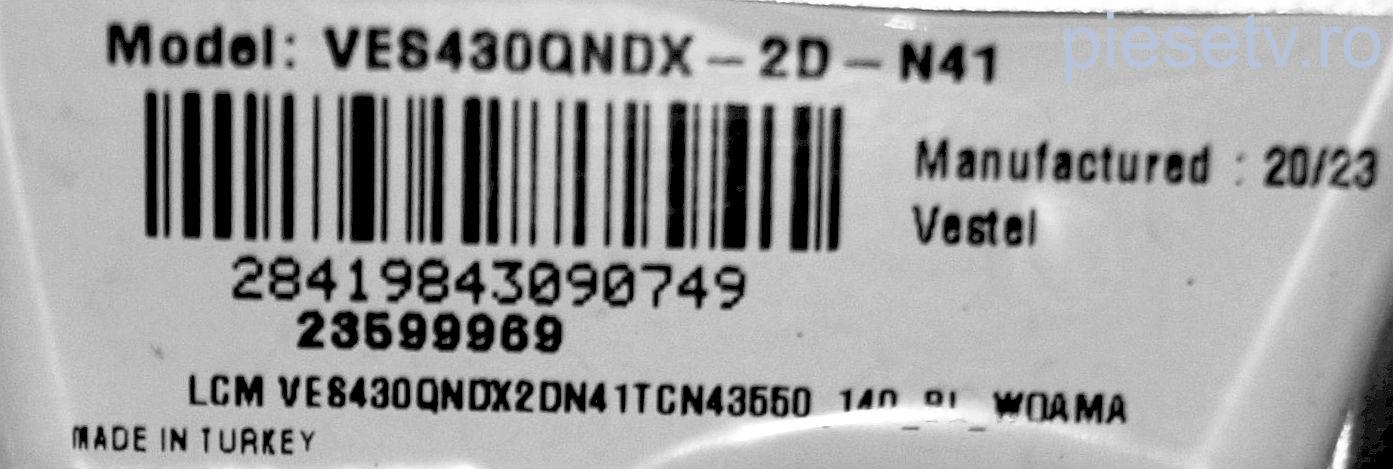 piesetv.ro
Model: VES430QNDX-2D-N41
Manufactured : 20/23
Vestel
28419843090749
23599969
LCM VES430QNDX2DN41TCN43550
MADE IN TURKEY